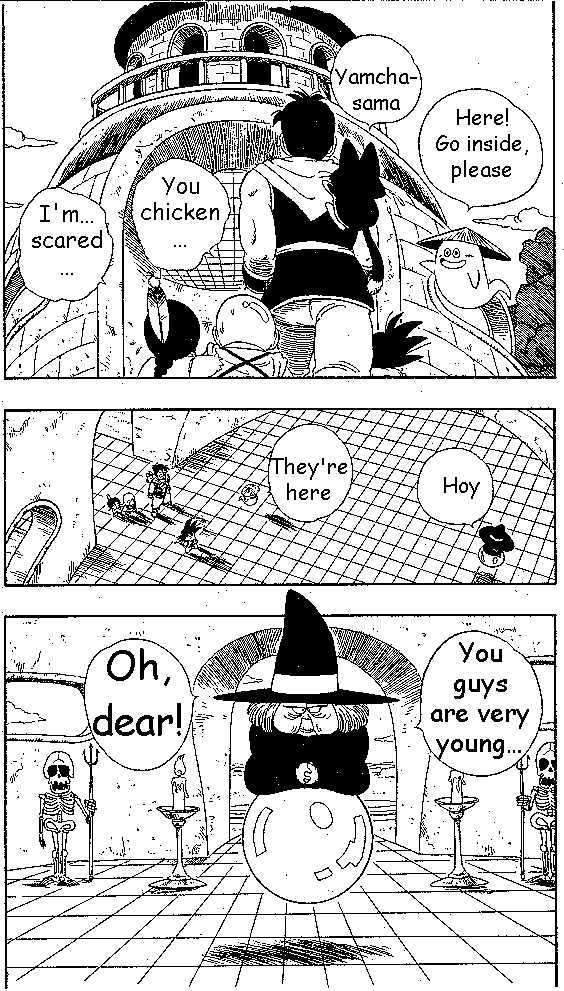 Yamcha-
sama
Here!
Go inside,
please
You
chicken
...
I'm...
scared
...
They're
here
Hoy
Oh,
dear!
You
guys
are very
young...
$